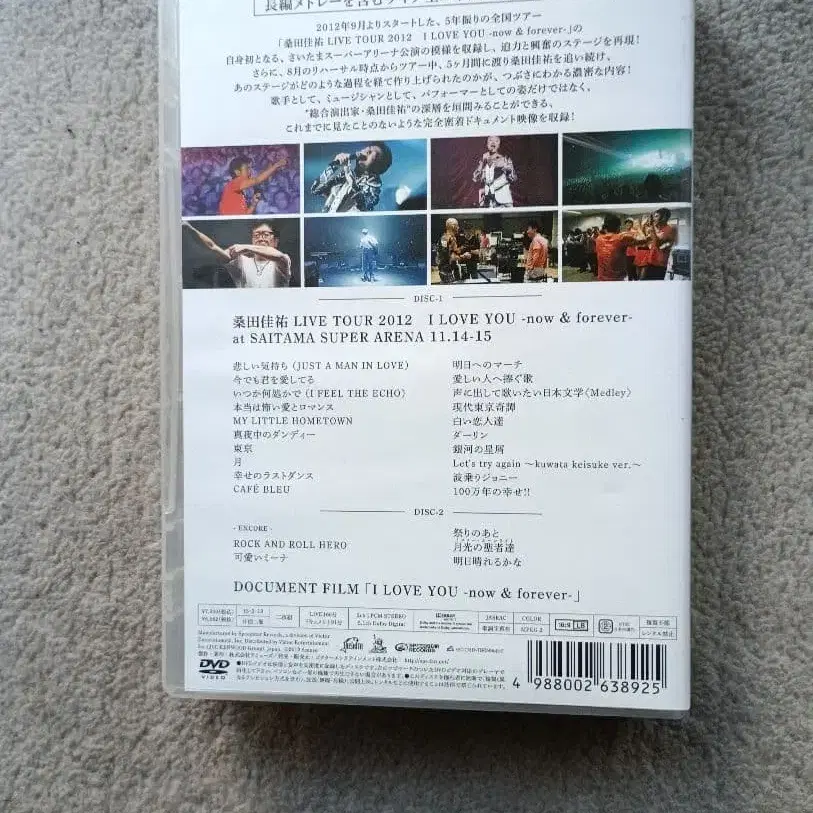 長編メドレーを含む
2012年9月よりスタートした、5年振りの全国ツアー
「桑田佳祐 LIVE TOUR 2012　I LOVE YOU -now & forever-」の
自身初となる、さいたまスーパーアリーナ公演の模様を収録し、迫力と興奮のステージを再現!
さらに、8月のリハーサル時点からツアー中、5ヶ月間に渡り桑田佳祐を追い続け、
あのステージがどのような過程を経て作り上げられたのかが、つぶさにわかる濃密な内容!
歌手として、ミュージシャンとして、パフォーマーとしての姿だけではなく、
"総合演出家・桑田佳祐"の深層を垣間みることができる、
これまでに見たことのないような完全密着ドキュメント映像を収録!
DISC-1
桑田佳祐 LIVE TOUR 2012　I LOVE YOU -now & forever-
at SAITAMA SUPER ARENA 11.14-15
悲しい気持ち (JUST A MAN IN LOVE)
今でも君を愛してる
いつか何処かで (I FEEL THE ECHO)
本当は怖い愛とロマンス
MY LITTLE HOMETOWN
真夜中のダンディー
東京
月
幸せのラストダンス
CAFÉ BLEU
明日へのマーチ
愛しい人へ捧ぐ歌
声に出して歌いたい日本文学〈Medley〉
現代東京奇譚
白い恋人達
ダーリン
銀河の星屑
Let's try again 〜kuwata keisuke ver.〜
波乗りジョニー
100万年の幸せ!!
DISC-2
- ENCORE -
ROCK AND ROLL HERO
可愛いミーナ
祭りのあと
月光の聖者達
明日晴れるかな
DOCUMENT FILM「I LOVE YOU -now & forever-」
COLOR
MPEG 2
16:9 LB
2
複製不能
レンタル禁止
DVD
VIDEO
4 988002 638925